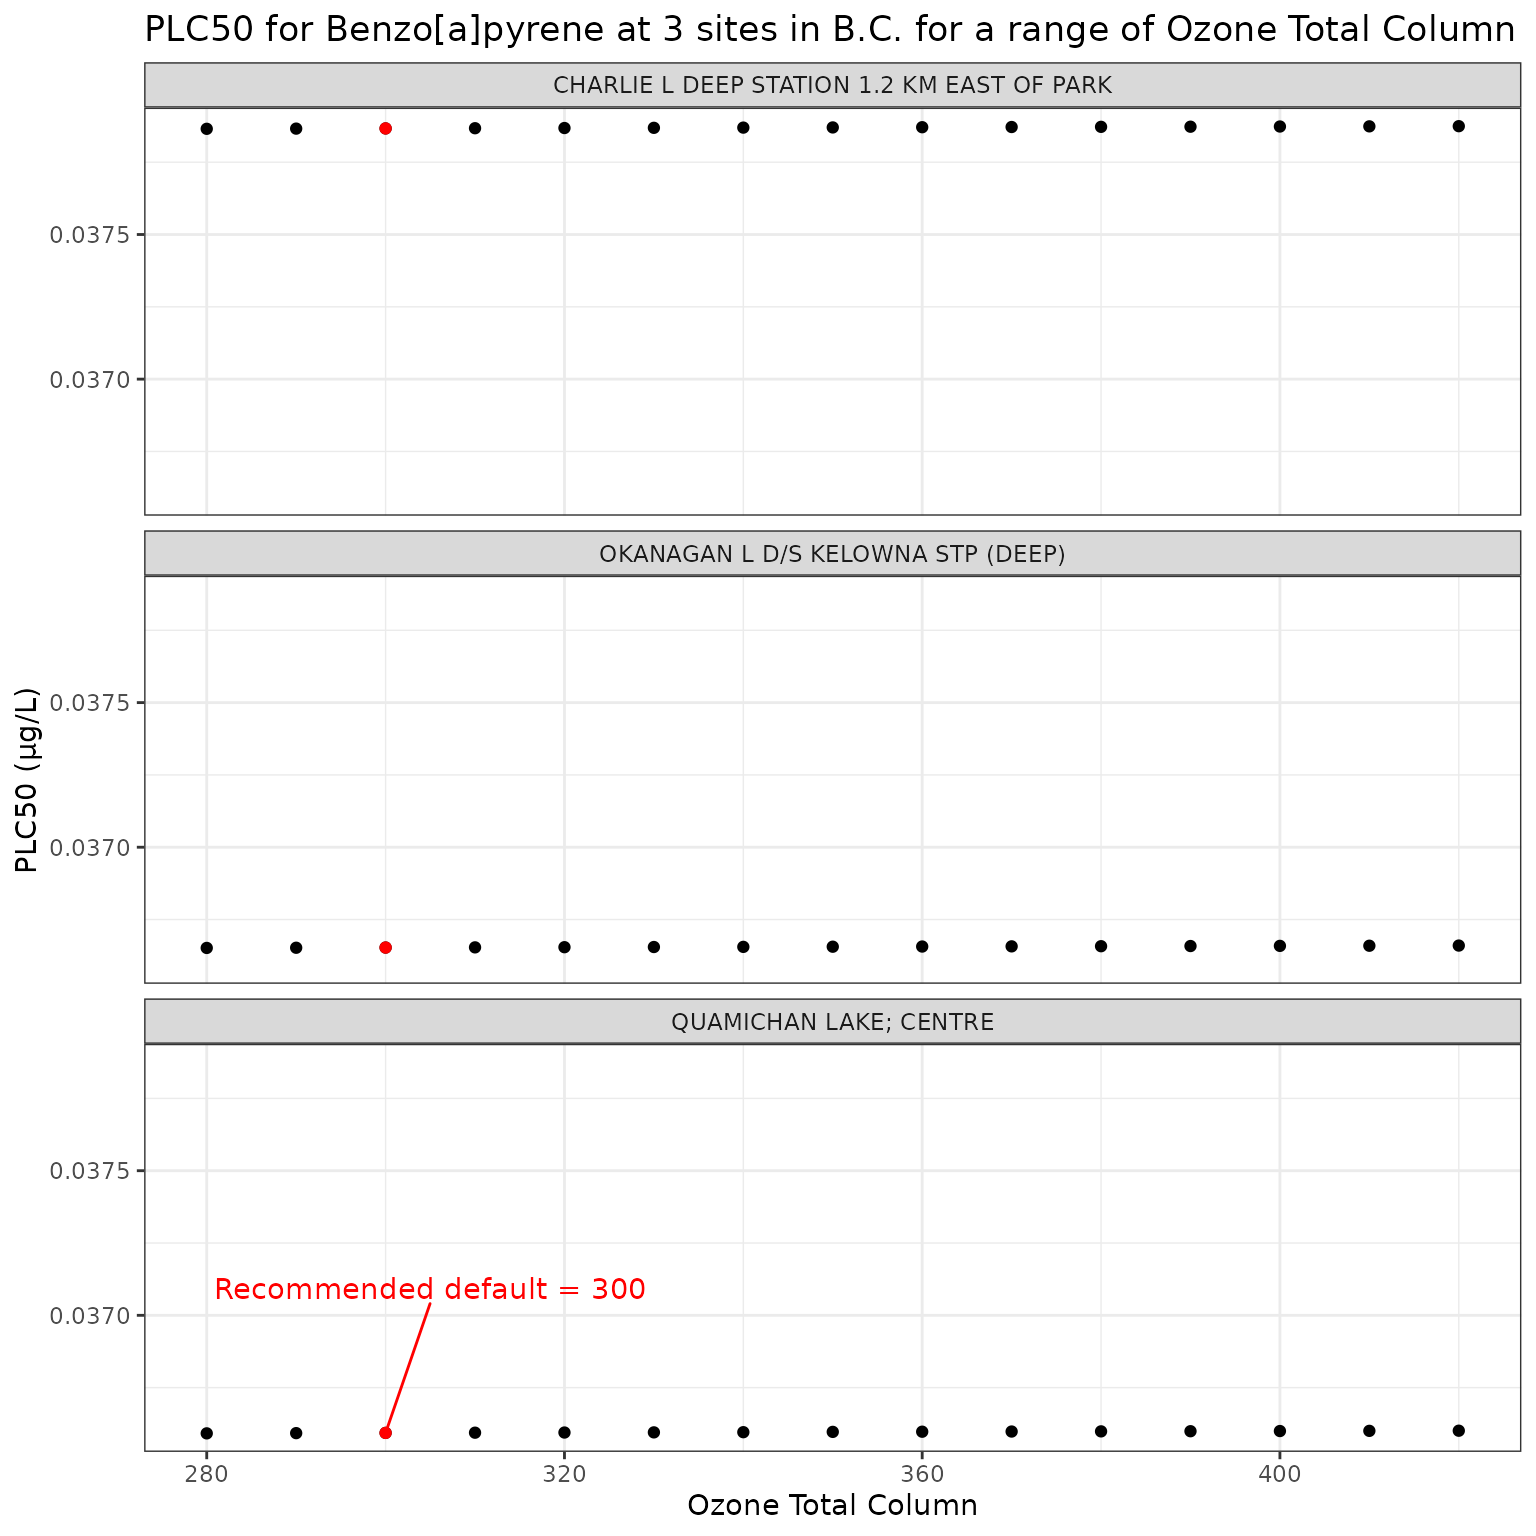 PLC50 for Benzo[a]pyrene at 3 sites in B.C. for a range of Ozone Total Column
CHARLIE L DEEP STATION 1.2 KM EAST OF PARK
0.0375
0.0370
OKANAGAN L D/S KELOWNA STP (DEEP)
0.0375
0.0370
PLC50 (µg/L)
QUAMICHAN LAKE; CENTRE
0.0375
0.0370
Recommended default = 300
280 320 360 400
Ozone Total Column